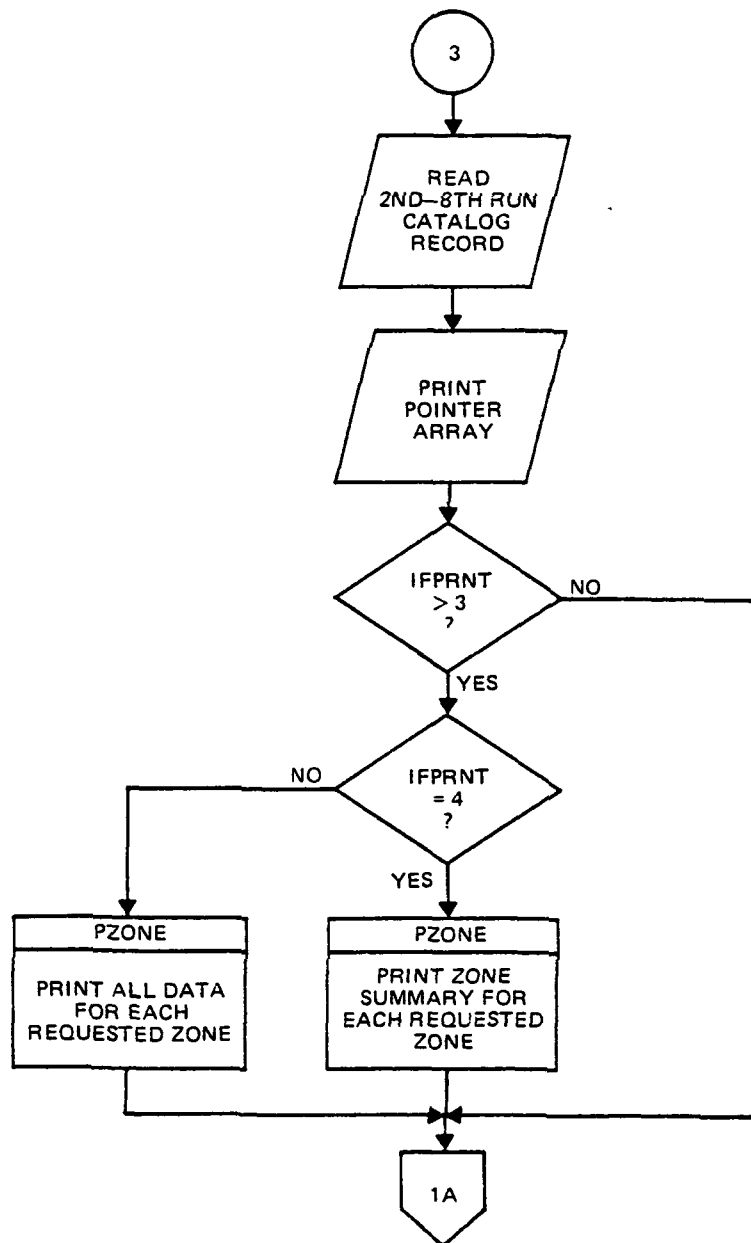 3
READ
2ND–8TH RUN
CATALOG
RECORD
PRINT
POINTER
ARRAY
IFPRNT
> 3
?
NO
YES
IFPRNT
= 4
?
NO
YES
PZONE
PRINT ALL DATA
FOR EACH
REQUESTED ZONE
PZONE
PRINT ZONE
SUMMARY FOR
EACH REQUESTED
ZONE
1A